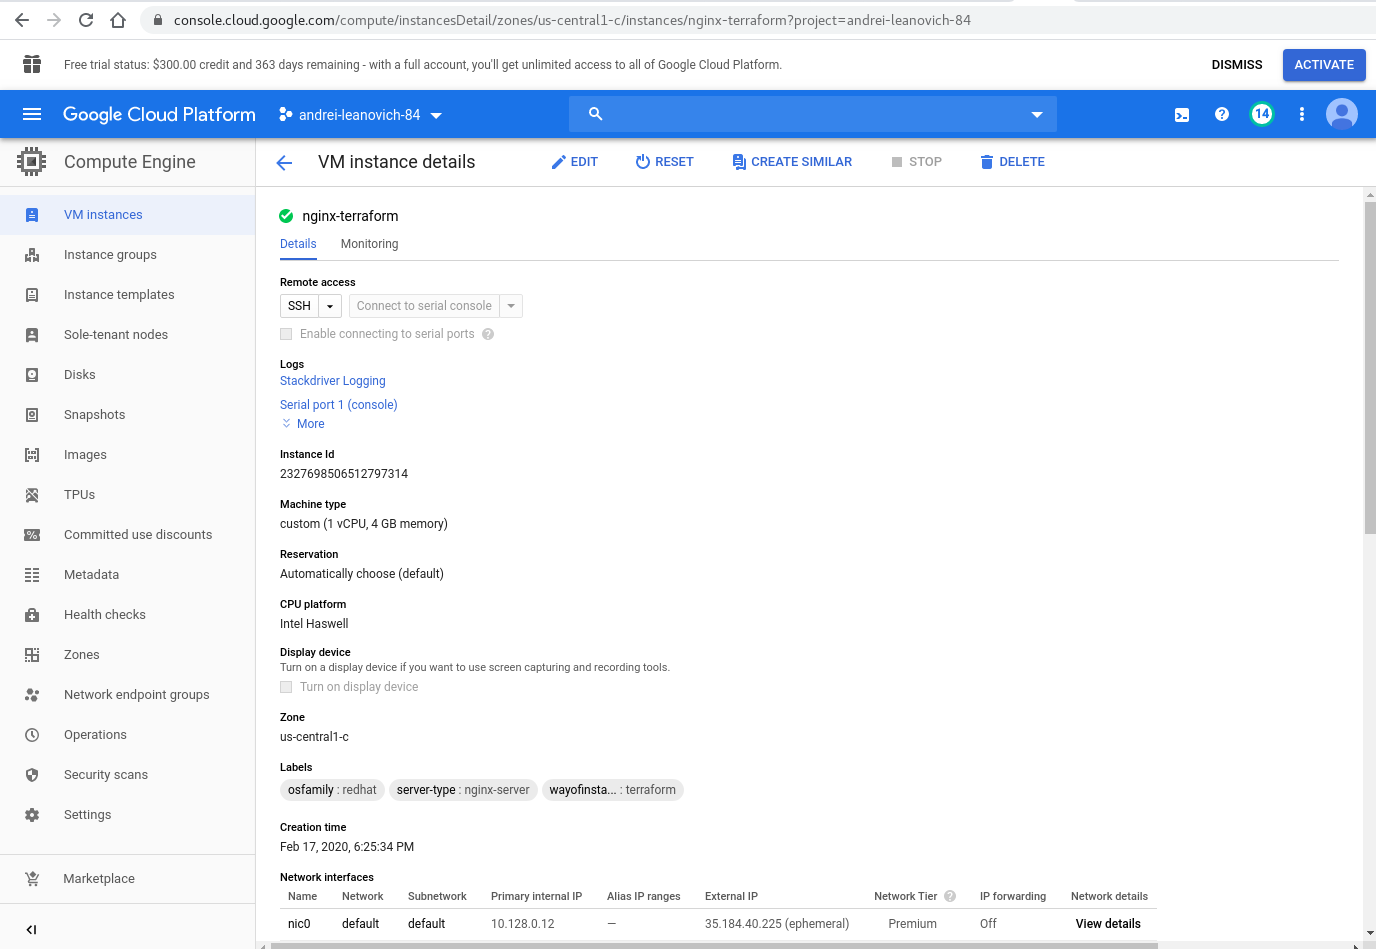 console.cloud.google.com/compute/instancesDetail/zones/us-central1-c/instances/nginx-terraform?project=andrei-leanovich-84
Free trial status: $300.00 credit and 363 days remaining - with a full account, you'll get unlimited access to all of Google Cloud Platform.
DISMISS
ACTIVATE
Google Cloud Platform
andrei-leanovich-84
14
Compute Engine
VM instances
Instance groups
Instance templates
Sole-tenant nodes
Disks
Snapshots
Images
TPUs
Committed use discounts
Metadata
Health checks
Zones
Network endpoint groups
Operations
Security scans
Settings
Marketplace
VM instance details
EDIT
RESET
CREATE SIMILAR
STOP
DELETE
nginx-terraform
Details Monitoring
Remote access
SSH Connect to serial console
Enable connecting to serial ports
Logs
Stackdriver Logging
Serial port 1 (console)
More
Instance Id
2327698506512797314
Machine type
custom (1 vCPU, 4 GB memory)
Reservation
Automatically choose (default)
CPU platform
Intel Haswell
Display device
Turn on a display device if you want to use screen capturing and recording tools.
Turn on display device
Zone
us-central1-c
Labels
osfamily : redhat server-type : nginx-server wayofinsta... : terraform
Creation time
Feb 17, 2020, 6:25:34 PM
Network interfaces
Name Network Subnetwork Primary internal IP Alias IP ranges External IP Network Tier IP forwarding Network details
nic0 default default 10.128.0.12 — 35.184.40.225 (ephemeral) Premium Off View details